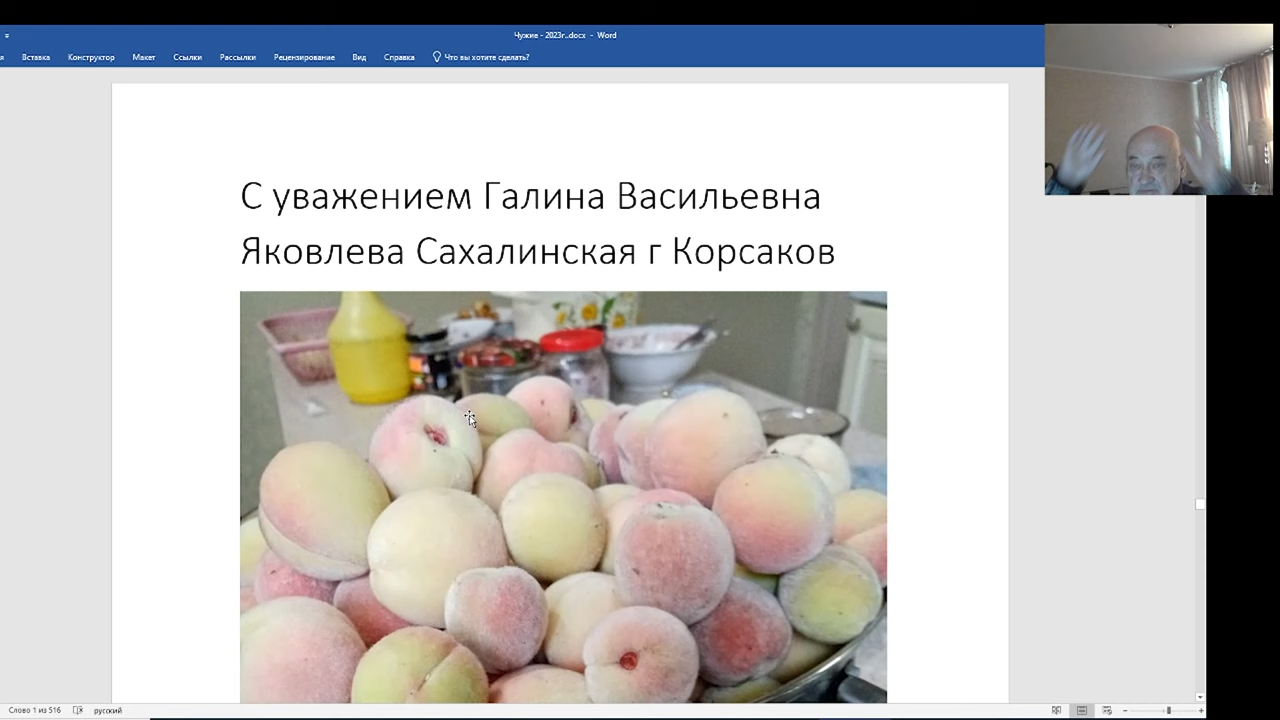 Чужие - 2023г..docx - Word
Вставка Конструктор Макет Ссылки Рассылки Рецензирование Вид Справка Что вы хотите сделать?
С уважением Галина Васильевна
Яковлева Сахалинская г Корсаков
Слово 1 из 516 русский